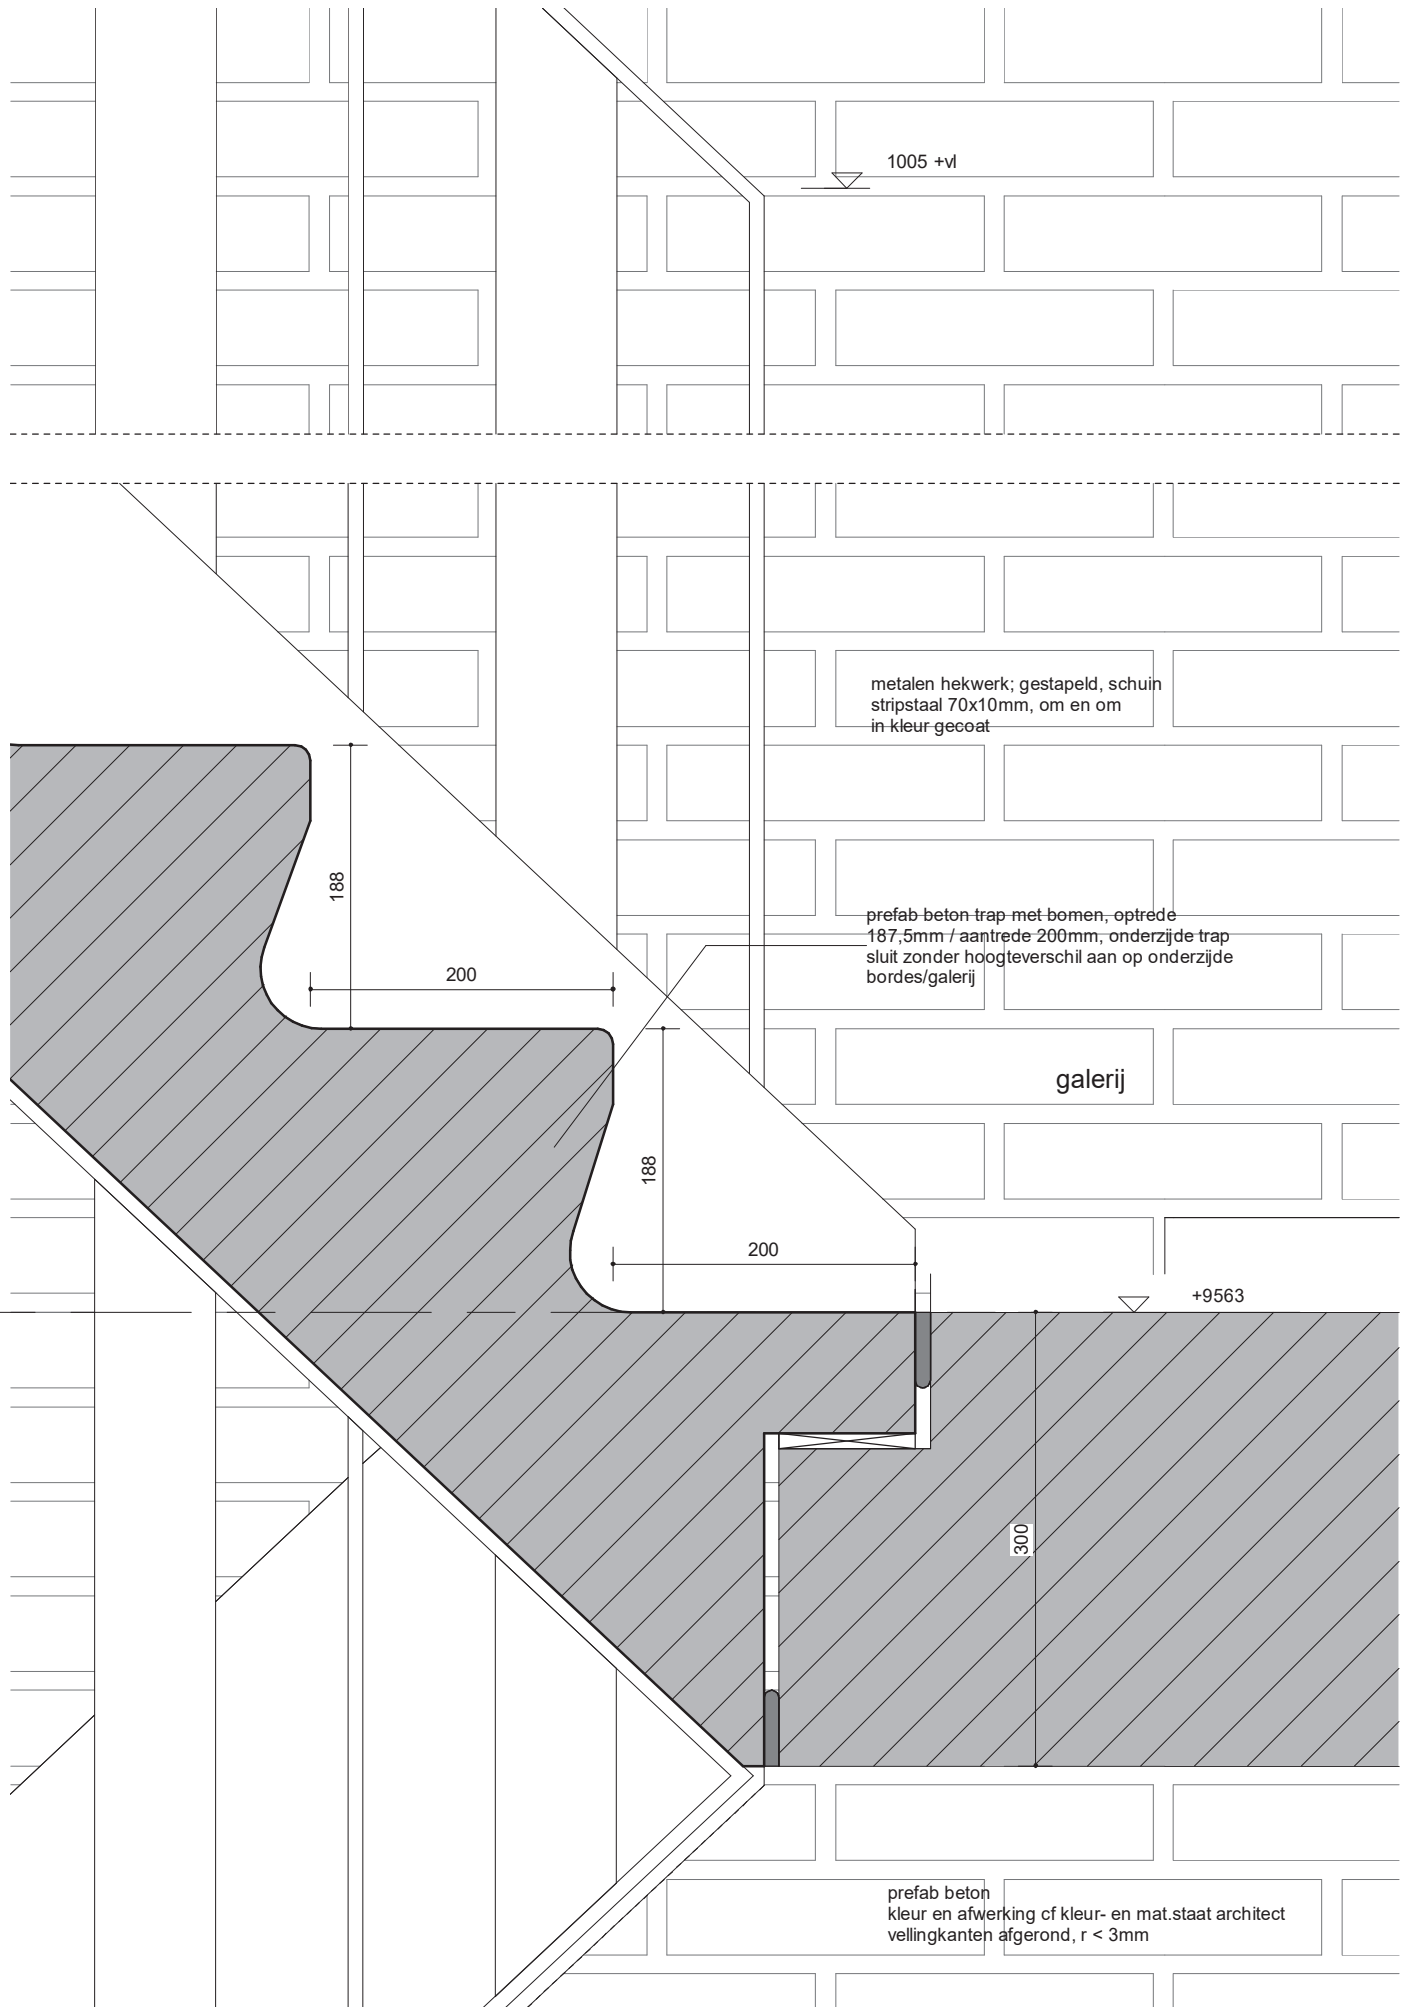 1005 +vl
metalen hekwerk; gestapeld, schuin
stripstaal 70x10mm, om en om
in kleur gecoat
188
prefab beton trap met bomen, optrede
187,5mm / aantrede 200mm, onderzijde trap
sluit zonder hoogteverschil aan op onderzijde
bordes/galerij
200
galerij
188
200
+9563
300
prefab beton
kleur en afwerking cf kleur- en mat.staat architect
vellingkanten afgerond, r < 3mm